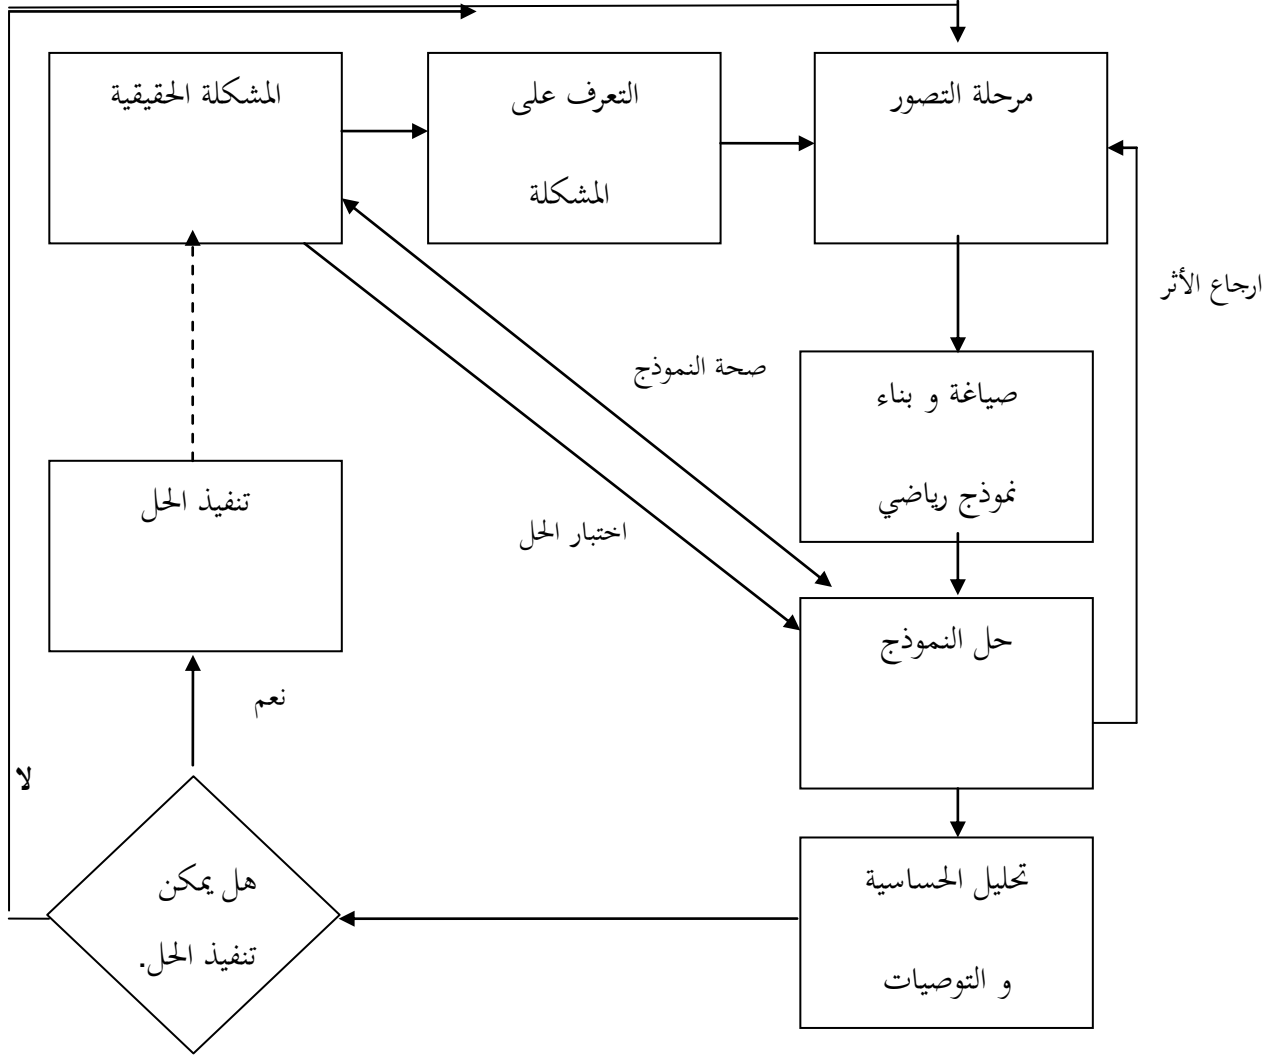 المشكلة الحقيقية
التعرف على
المشكلة
مرحلة التصور
ارجاع الأثر
صحة النموذج
صياغة و بناء
نموذج رياضي
تنفيذ الحل
اختبار الحل
حل النموذج
نعم
لا
هل يمكن
تنفيذ الحل.
تحليل الحساسية
و التوصيات